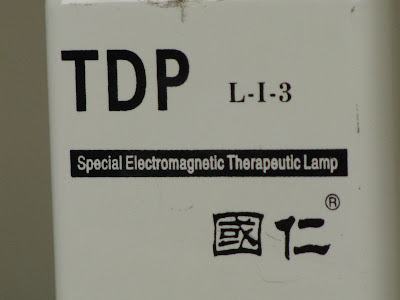 TDP L-I-3
Special Electromagnetic Therapeutic Lamp
國仁®